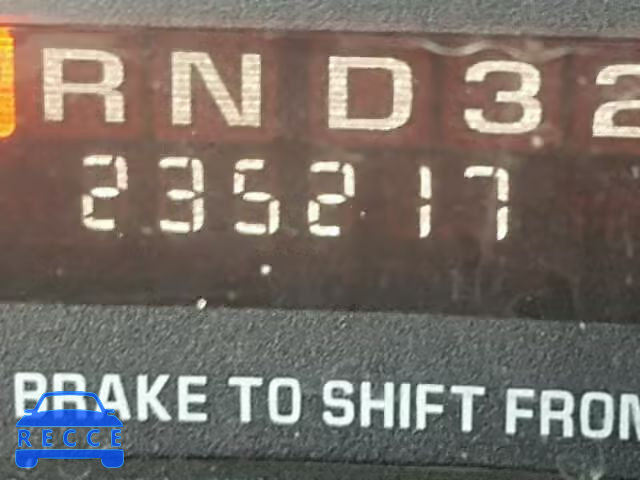 RND32
235217
BRAKE TO SHIFT FROM
RECCE